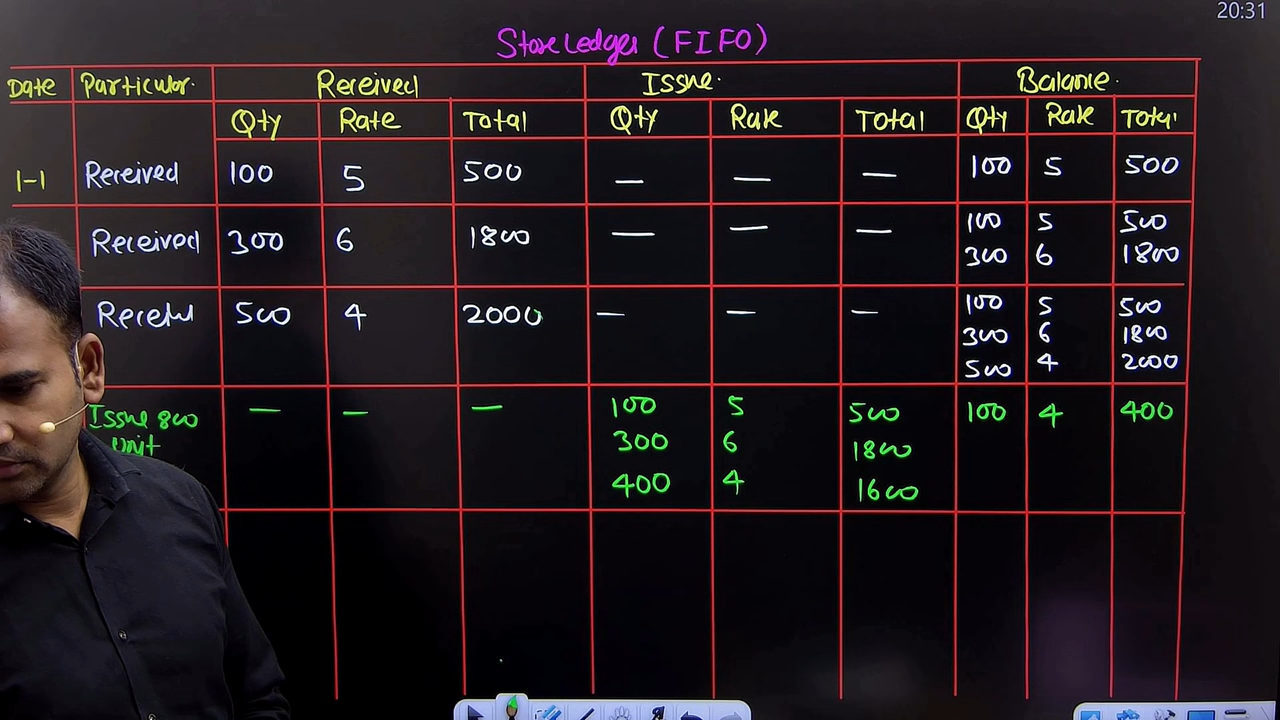 20:31
Store Ledger (FIFO)
Date Particular Received Issue Balance
Qty Rate Total Qty Rate Total Qty Rate Total
1-1 Received 100 5 500 — — — 100 5 500
Received 300 6 1800 — — — 100 5 500
300 6 1800
Received 500 4 2000 — — — 100 5 500
300 6 1800
500 4 2000
Issue 800 — — — 100 5 500 100 4 400
Unit 300 6 1800
400 4 1600